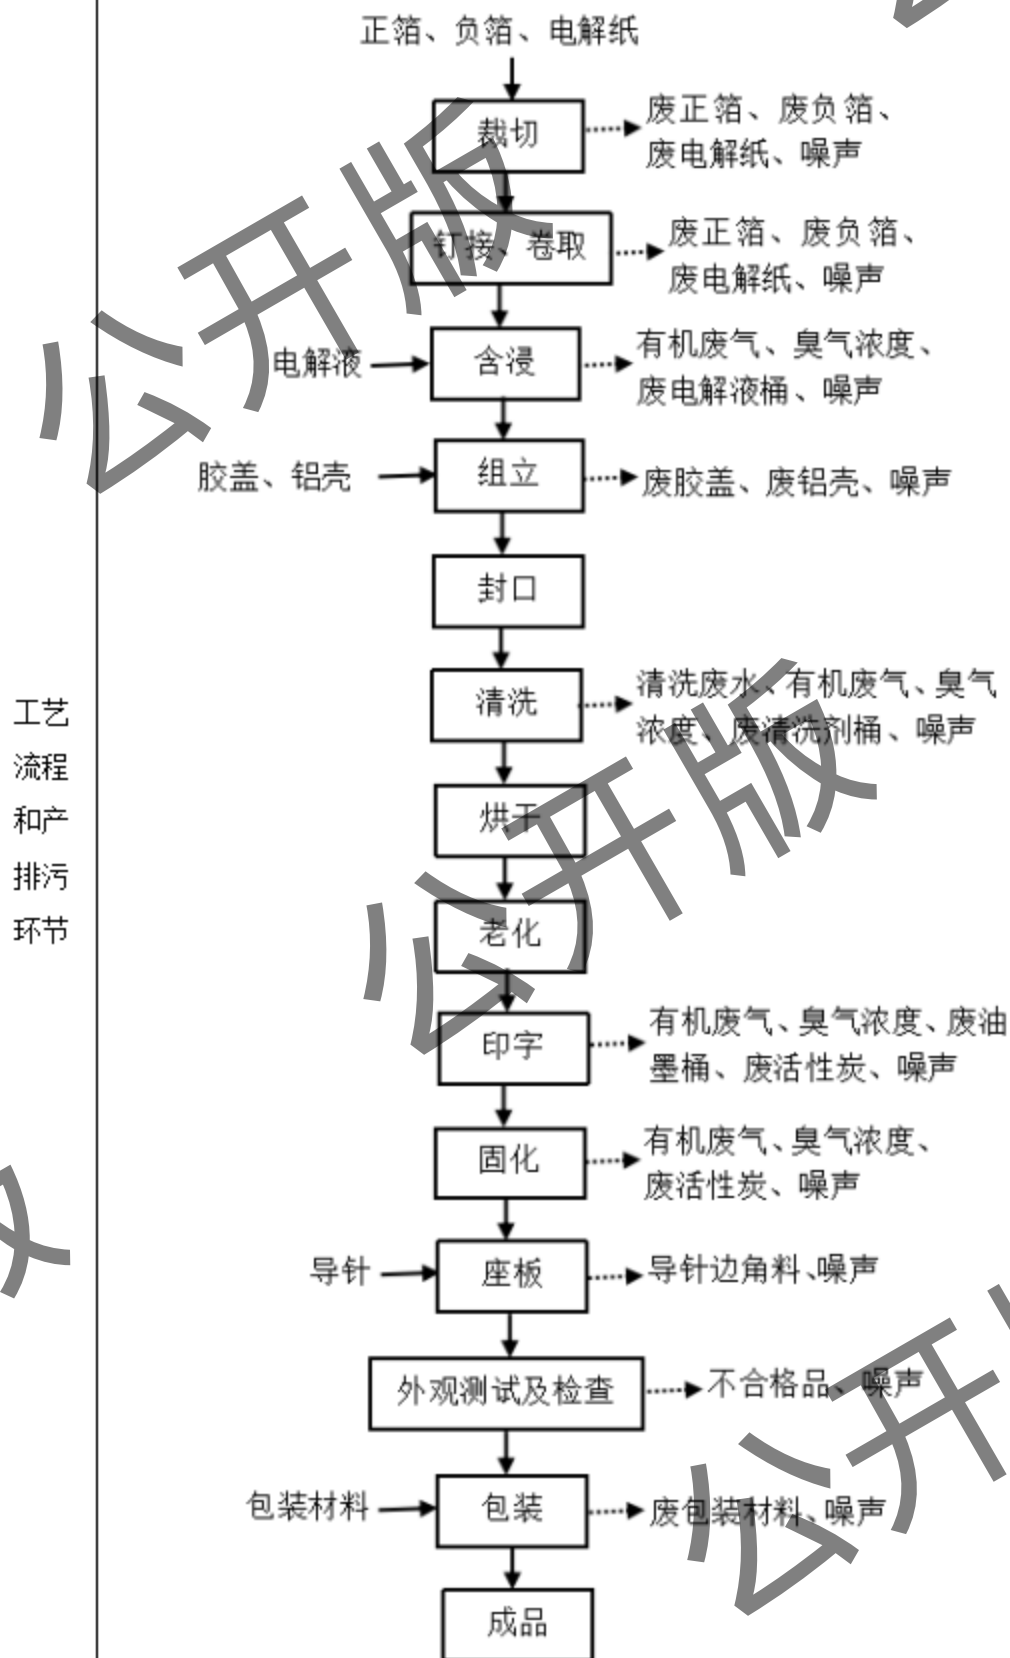 正箔、负箔、电解纸
裁切
废正箔、废负箔、
废电解纸、噪声
钉接、卷取
废正箔、废负箔、
废电解纸、噪声
电解液
含浸
有机废气、臭气浓度、
废电解液桶、噪声
胶盖、铝壳
组立
废胶盖、废铝壳、噪声
封口
工艺
流程
和产
排污
环节
清洗
清洗废水、有机废气、臭气
浓度、废清洗剂桶、噪声
烘干
老化
印字
有机废气、臭气浓度、废油
墨桶、废活性炭、噪声
固化
有机废气、臭气浓度、
废活性炭、噪声
导针
座板
导针边角料、噪声
外观测试及检查
不合格品、噪声
包装材料
包装
废包装材料、噪声
成品
公开版
公开版
公开